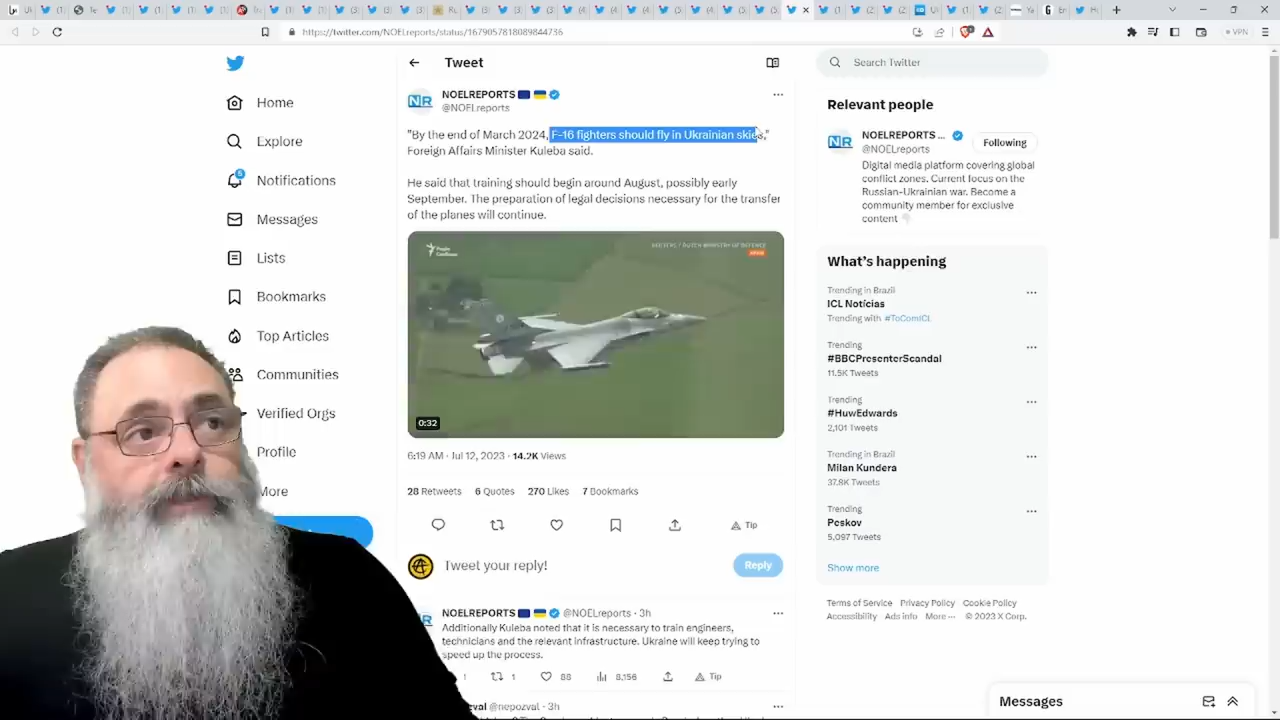 https://twitter.com/NOELreports/status/1679057818089844736
Home
Explore
Notifications
Messages
Lists
Bookmarks
Top Articles
Communities
Verified Orgs
Profile
More
Tweet
NOELREPORTS
@NOELreports
"By the end of March 2024, F-16 fighters should fly in Ukrainian skies,"
Foreign Affairs Minister Kuleba said.
He said that training should begin around August, possibly early
September. The preparation of legal decisions necessary for the transfer
of the planes will continue.
0:32
6:19 AM · Jul 12, 2023 · 14.2K Views
28 Retweets 6 Quotes 270 Likes 7 Bookmarks
Tip
Tweet your reply!
Reply
NOELREPORTS @NOELreports · 3h
Additionally Kuleba noted that it is necessary to train engineers,
technicians and the relevant infrastructure. Ukraine will keep trying to
speed up the process.
1 88 8,156 Tip
@nepozval · 3h
Search Twitter
Relevant people
NOELREPORTS ...
@NOELreports
Following
Digital media platform covering global
conflict zones. Current focus on the
Russian-Ukrainian war. Become a
community member for exclusive
content
What's happening
Trending in Brazil
ICL Notícias
Trending with #ToComICL
Trending
#BBCPresenterScandal
11.5K Tweets
Trending
#HuwEdwards
2,101 Tweets
Trending in Brazil
Milan Kundera
37.8K Tweets
Trending
Peskov
5,097 Tweets
Show more
Terms of Service Privacy Policy Cookie Policy
Accessibility Ads info More ··· © 2023 X Corp.
Messages